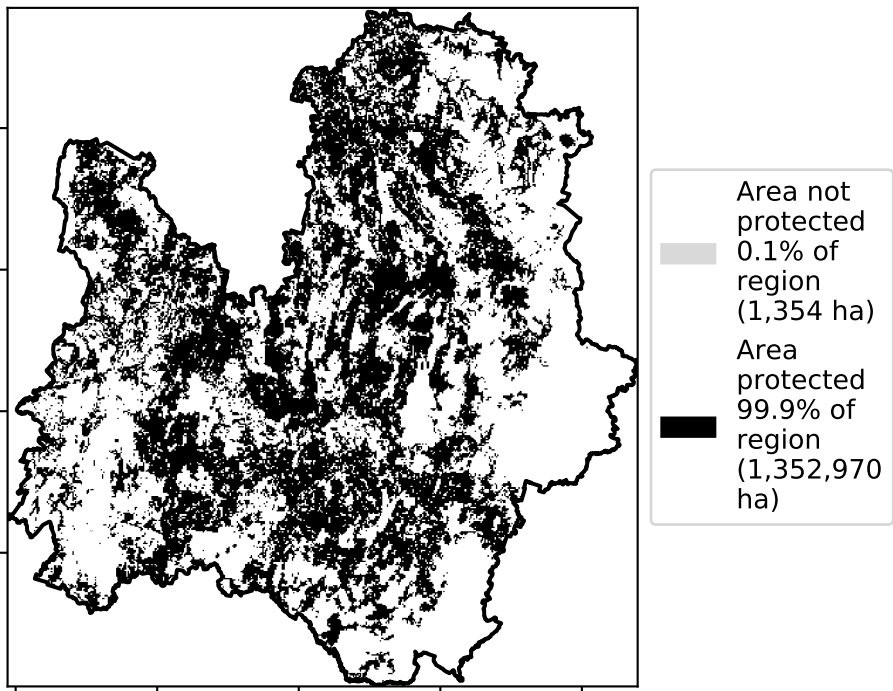 Area not
protected
0.1% of
region
(1,354 ha)
Area
protected
99.9% of
region
(1,352,970
ha)